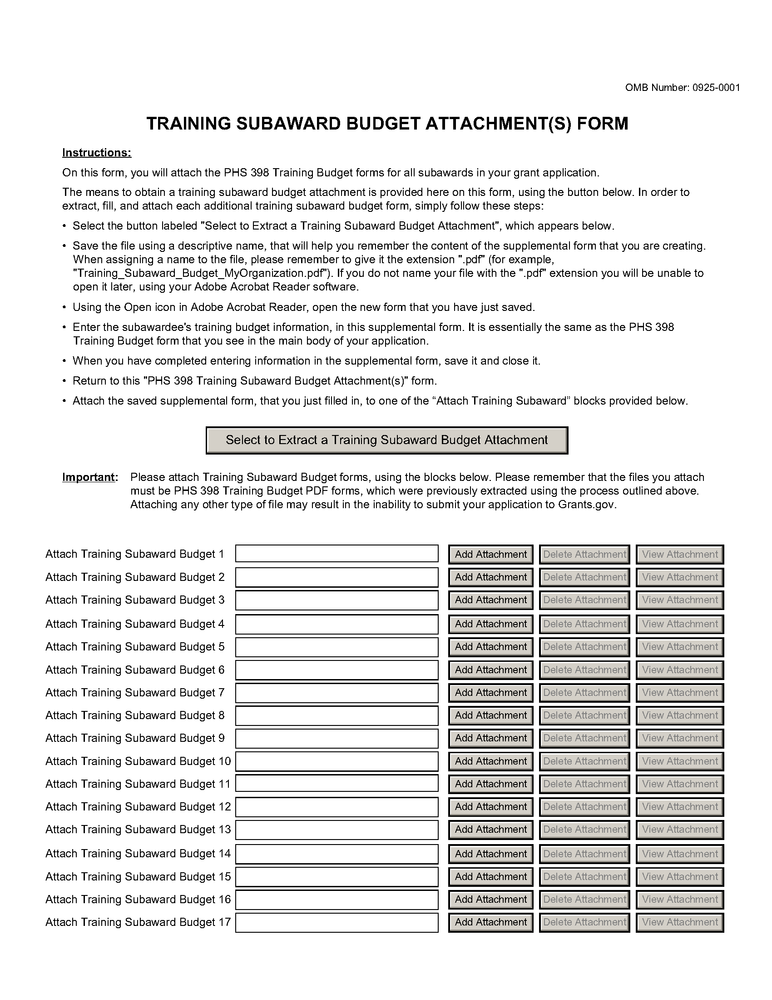 OMB Number: 0925-0001
TRAINING SUBAWARD BUDGET ATTACHMENT(S) FORM
Instructions:
On this form, you will attach the PHS 398 Training Budget forms for all subawards in your grant application.
The means to obtain a training subaward budget attachment is provided here on this form, using the button below. In order to
extract, fill, and attach each additional training subaward budget form, simply follow these steps:
• Select the button labeled "Select to Extract a Training Subaward Budget Attachment", which appears below.
• Save the file using a descriptive name, that will help you remember the content of the supplemental form that you are creating.
When assigning a name to the file, please remember to give it the extension ".pdf" (for example,
"Training_Subaward_Budget_MyOrganization.pdf"). If you do not name your file with the ".pdf" extension you will be unable to
open it later, using your Adobe Acrobat Reader software.
• Using the Open icon in Adobe Acrobat Reader, open the new form that you have just saved.
• Enter the subawardee's training budget information, in this supplemental form. It is essentially the same as the PHS 398
Training Budget form that you see in the main body of your application.
• When you have completed entering information in the supplemental form, save it and close it.
• Return to this "PHS 398 Training Subaward Budget Attachment(s)" form.
• Attach the saved supplemental form, that you just filled in, to one of the “Attach Training Subaward” blocks provided below.
Select to Extract a Training Subaward Budget Attachment
Important: Please attach Training Subaward Budget forms, using the blocks below. Please remember that the files you attach
must be PHS 398 Training Budget PDF forms, which were previously extracted using the process outlined above.
Attaching any other type of file may result in the inability to submit your application to Grants.gov.
Attach Training Subaward Budget 1 Add Attachment Delete Attachment View Attachment
Attach Training Subaward Budget 2 Add Attachment Delete Attachment View Attachment
Attach Training Subaward Budget 3 Add Attachment Delete Attachment View Attachment
Attach Training Subaward Budget 4 Add Attachment Delete Attachment View Attachment
Attach Training Subaward Budget 5 Add Attachment Delete Attachment View Attachment
Attach Training Subaward Budget 6 Add Attachment Delete Attachment View Attachment
Attach Training Subaward Budget 7 Add Attachment Delete Attachment View Attachment
Attach Training Subaward Budget 8 Add Attachment Delete Attachment View Attachment
Attach Training Subaward Budget 9 Add Attachment Delete Attachment View Attachment
Attach Training Subaward Budget 10 Add Attachment Delete Attachment View Attachment
Attach Training Subaward Budget 11 Add Attachment Delete Attachment View Attachment
Attach Training Subaward Budget 12 Add Attachment Delete Attachment View Attachment
Attach Training Subaward Budget 13 Add Attachment Delete Attachment View Attachment
Attach Training Subaward Budget 14 Add Attachment Delete Attachment View Attachment
Attach Training Subaward Budget 15 Add Attachment Delete Attachment View Attachment
Attach Training Subaward Budget 16 Add Attachment Delete Attachment View Attachment
Attach Training Subaward Budget 17 Add Attachment Delete Attachment View Attachment